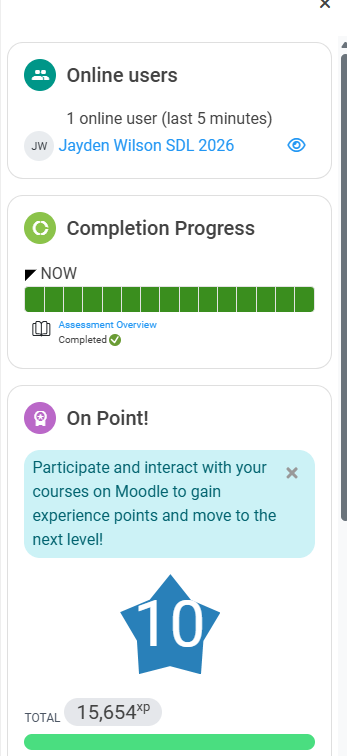 Online users
1 online user (last 5 minutes)
JW Jayden Wilson SDL 2026
Completion Progress
NOW
Assessment Overview
Completed
On Point!
Participate and interact with your
courses on Moodle to gain
experience points and move to the
next level!
10
TOTAL 15,654xp